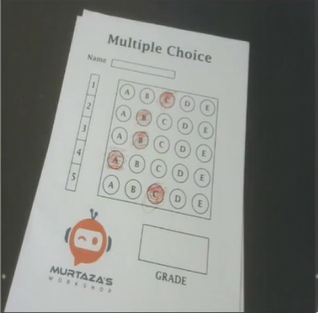 Multiple Choice
Name
1 A B C D E
2 A B C D E
3 A B C D E
4 A B C D E
5 A B C D E
MURTAZA'S
WORKSHOP
GRADE